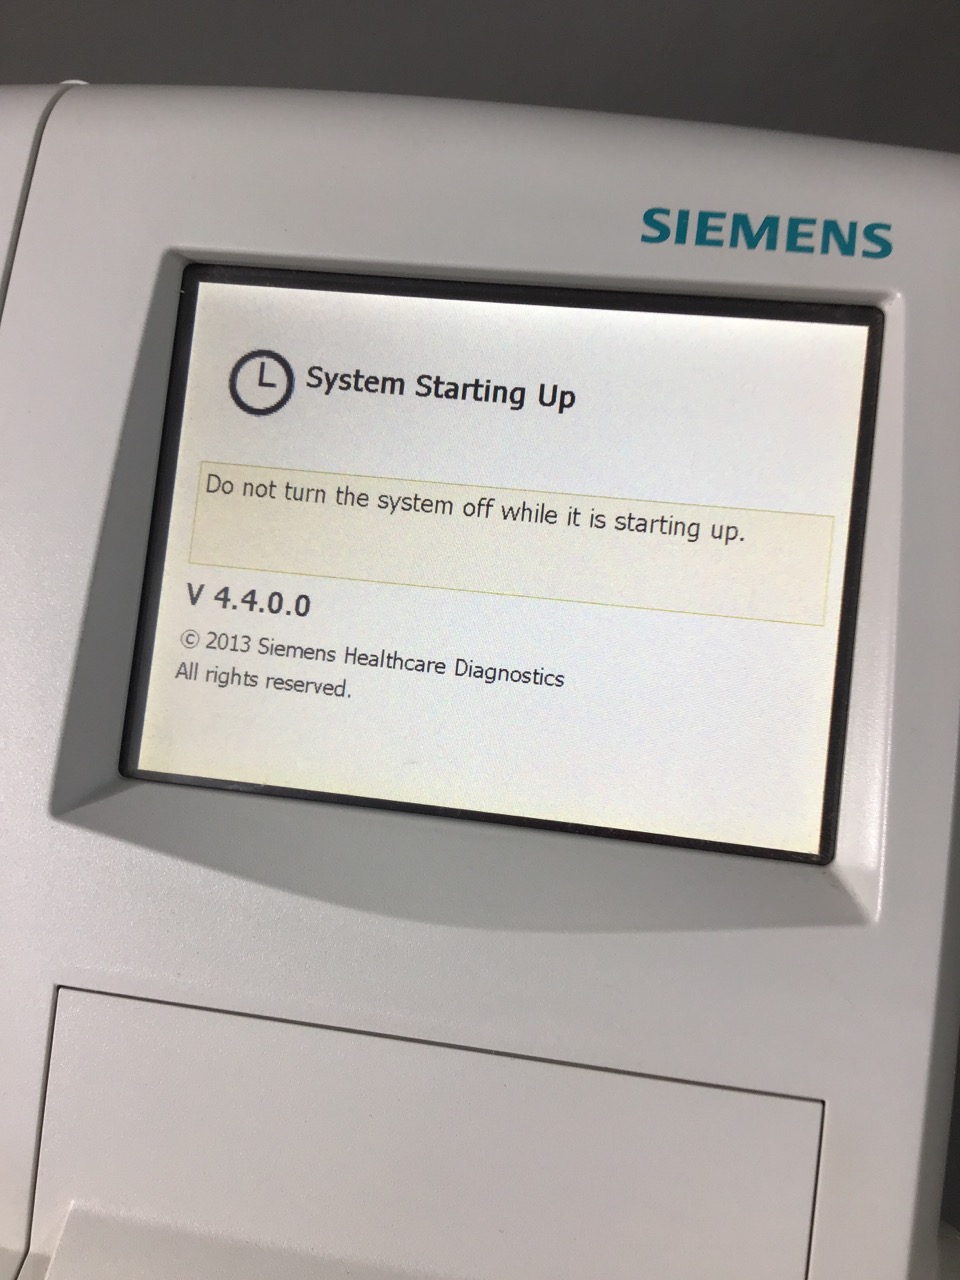 SIEMENS
System Starting Up
Do not turn the system off while it is starting up.
V 4.4.0.0
© 2013 Siemens Healthcare Diagnostics
All rights reserved.